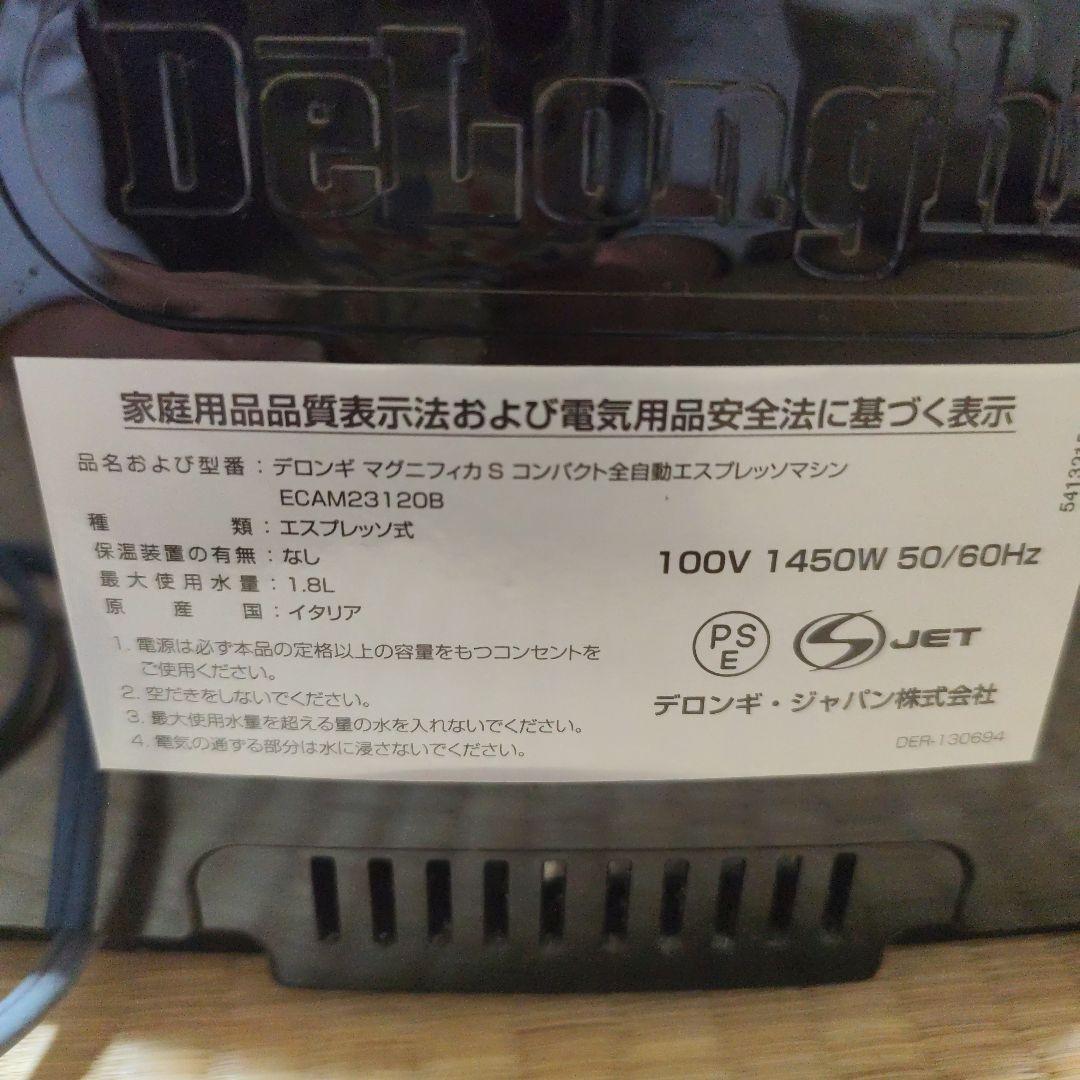 DeLongh
家庭用品品質表示法および電気用品安全法に基づく表示
品名および型番：デロンギ マグニフィカ S コンパクト全自動エスプレッソマシン
ECAM23120B
種類：エスプレッソ式
保温装置の有無：なし
最大使用水量：1.8L
原産国：イタリア
100V 1450W 50/60Hz
1. 電源は必ず本品の定格以上の容量をもつコンセントを
ご使用ください。
2. 空だきをしないでください。
3. 最大使用水量を超える量の水を入れないでください。
4. 電気の通ずる部分は水に浸さないでください。
PS
E
JET
デロンギ・ジャパン株式会社
DER-130694